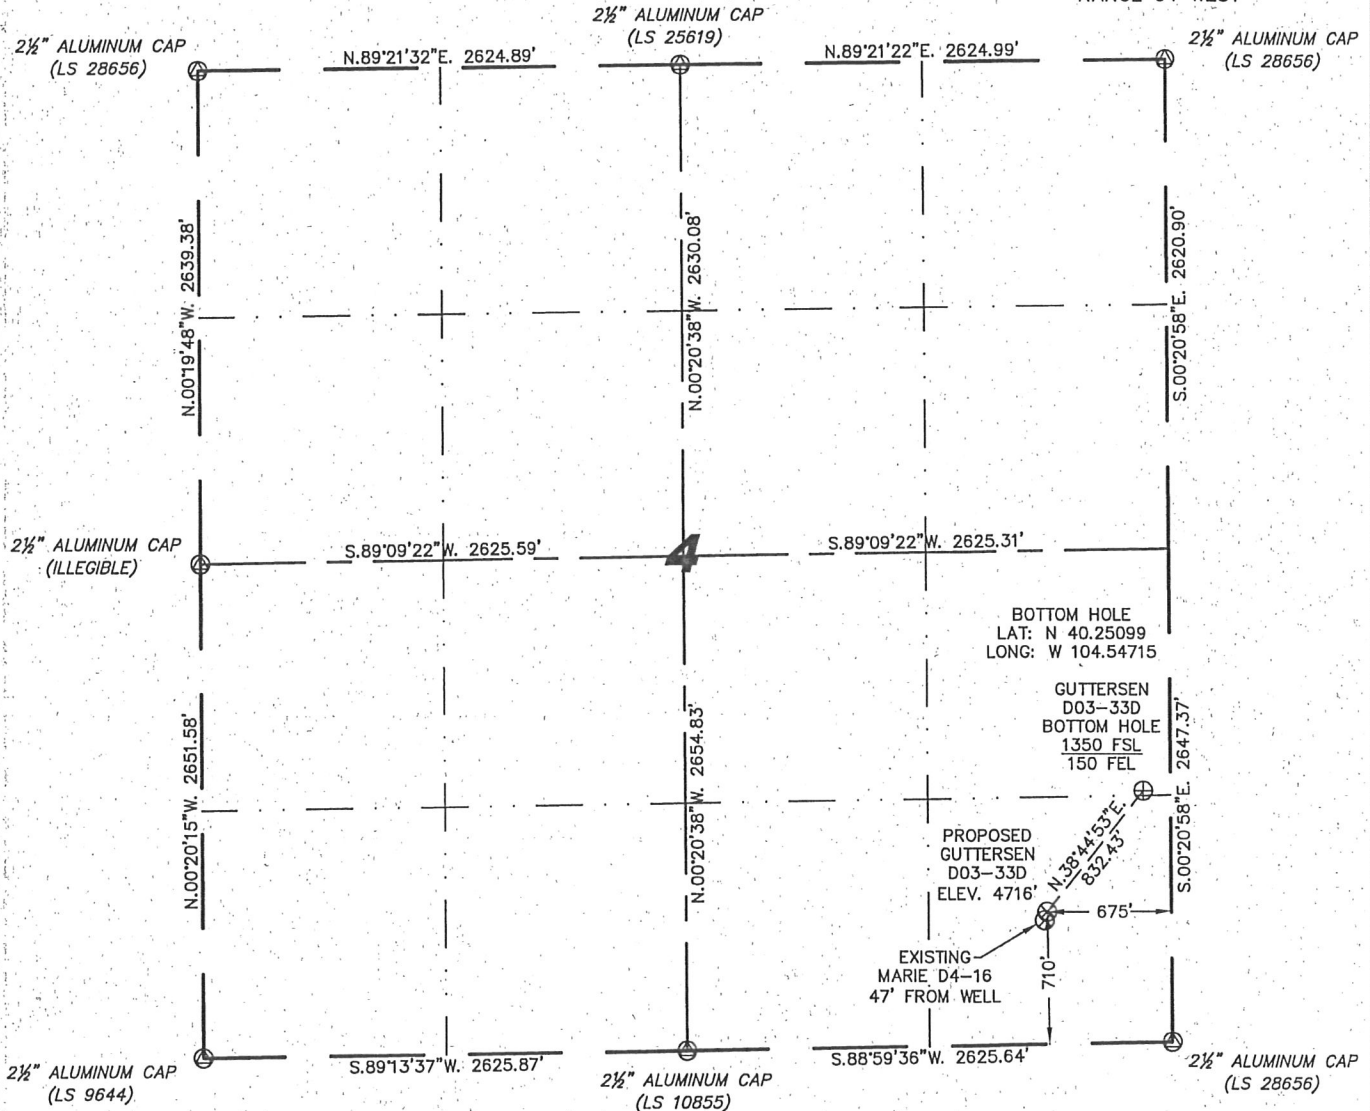 2½" ALUMINUM CAP
(LS 25619)
2½" ALUMINUM CAP
(LS 28656)
2½" ALUMINUM CAP
(LS 28656)
N.89°21'32"E. 2624.89'
N.89°21'22"E. 2624.99'
N.00°19'48"W. 2639.38'
N.00°20'38"W. 2630.08'
S.00°20'58"E. 2620.90'
2½" ALUMINUM CAP
(ILLEGIBLE)
S.89°09'22"W. 2625.59'
4
S.89°09'22"W. 2625.31'
BOTTOM HOLE
LAT: N 40.25099
LONG: W 104.54715
GUTTERSEN
D03-33D
BOTTOM HOLE
1350 FSL
150 FEL
N.00°20'15"W. 2651.58'
N.00°20'38"W. 2654.83'
S.00°20'58"E. 2647.37'
N.38°44'53"E.
832.43'
PROPOSED
GUTTERSEN
D03-33D
ELEV. 4716'
675'
710'
EXISTING
MARIE D4-16
47' FROM WELL
S.89°13'37"W. 2625.87'
S.88°59'36"W. 2625.64'
2½" ALUMINUM CAP
(LS 9644)
2½" ALUMINUM CAP
(LS 10855)
2½" ALUMINUM CAP
(LS 28656)